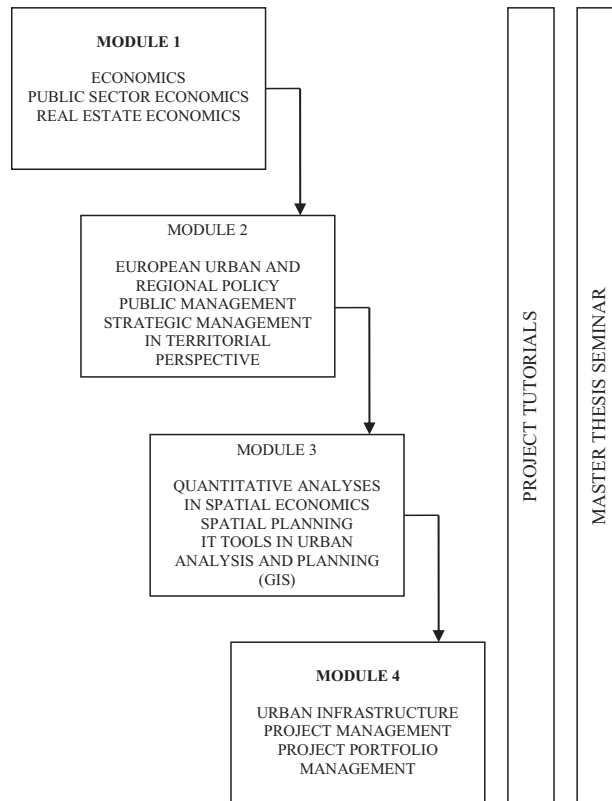 MODULE 1
ECONOMICS
PUBLIC SECTOR ECONOMICS
REAL ESTATE ECONOMICS
MODULE 2
EUROPEAN URBAN AND
REGIONAL POLICY
PUBLIC MANAGEMENT
STRATEGIC MANAGEMENT
IN TERRITORIAL
PERSPECTIVE
MODULE 3
QUANTITATIVE ANALYSES
IN SPATIAL ECONOMICS
SPATIAL PLANNING
IT TOOLS IN URBAN
ANALYSIS AND PLANNING
(GIS)
MODULE 4
URBAN INFRASTRUCTURE
PROJECT MANAGEMENT
PROJECT PORTFOLIO
MANAGEMENT
PROJECT TUTORIALS
MASTER THESIS SEMINAR